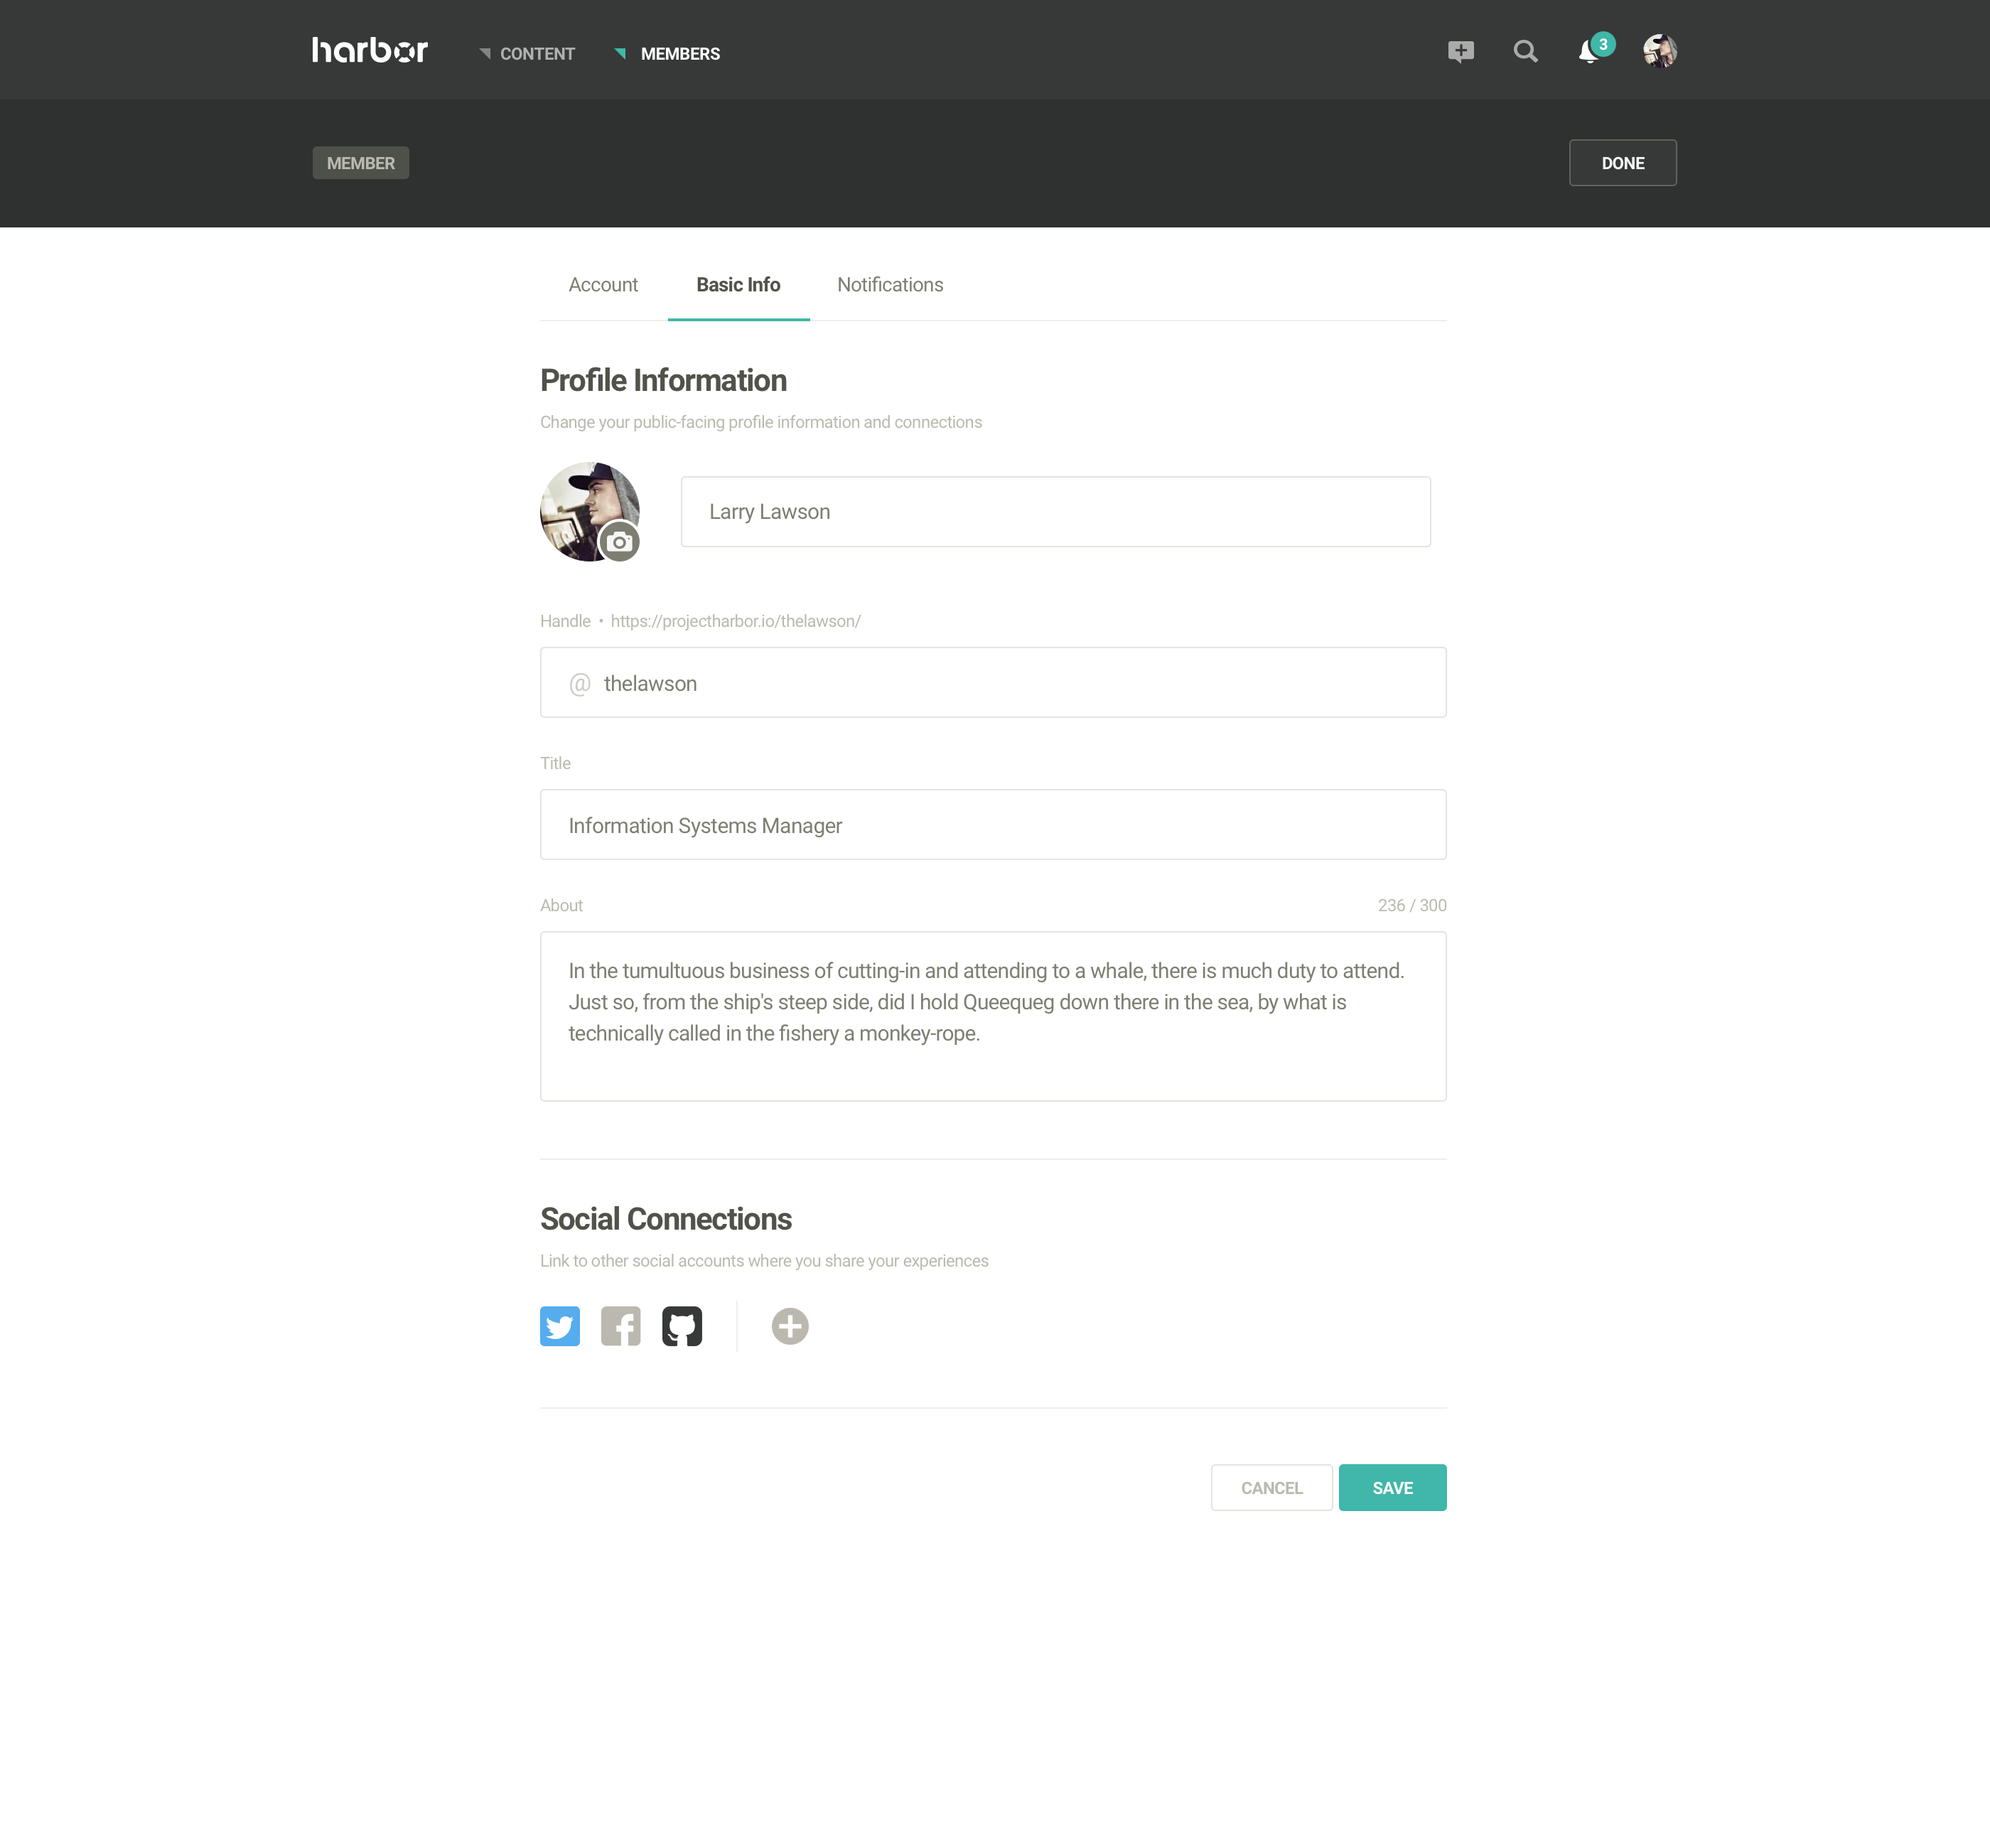 harbor
CONTENT
MEMBERS
3
MEMBER
DONE
Account
Basic Info
Notifications
Profile Information
Change your public-facing profile information and connections
Larry Lawson
Handle • https://projectharbor.io/thelawson/
@ thelawson
Title
Information Systems Manager
About
236 / 300
In the tumultuous business of cutting-in and attending to a whale, there is much duty to attend.
Just so, from the ship's steep side, did I hold Queequeg down there in the sea, by what is
technically called in the fishery a monkey-rope.
Social Connections
Link to other social accounts where you share your experiences
CANCEL
SAVE